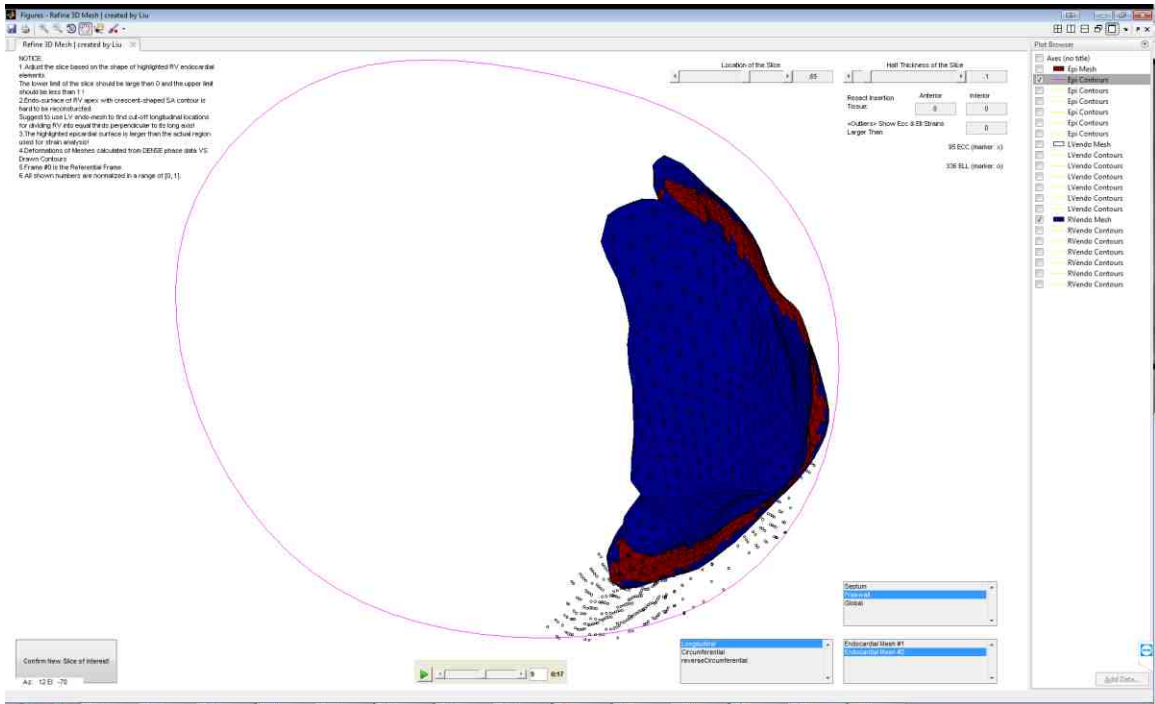 Figures - Refine 3D Mesh | created by Liu
Refine 3D Mesh | created by Liu
NOTICE:
1.Adjust the slice based on the shape of highlighted RV endocardial
elements.
The lower limit of the slice should be large than 0 and the upper limit
should be less than 1 !
2.Endo-surface of RV apex with crescent-shaped SA contour is
hard to be reconsturcted.
Suggest to use LV endo-mesh to find cut-off longitudinal locations
for dividing RV into equal thirds perpendicular to its long axis!
3.The highlighted epicardial surface is larger than the actual region
used for strain analysis!
4.Deformations of Meshes calculated from DENSE phase data VS.
Drawn Contours
5.Frame #0 is the Referential Frame
6.All shown numbers are normalized in a range of [0, 1].
Location of the Slice
.65
Half Thickness of the Slice
.1
Resect Insertion
Tissue:
Anterior
Inferior
0
0
<Outliers> Show Ecc & Ell Strains
Larger Than
0
95 ECC (marker: x)
336 ELL (marker: o)
Plot Browser
Axes (no title)
Epi Mesh
Epi Contours
Epi Contours
Epi Contours
Epi Contours
Epi Contours
Epi Contours
LVendo Mesh
LVendo Contours
LVendo Contours
LVendo Contours
LVendo Contours
LVendo Contours
LVendo Contours
RVendo Mesh
RVendo Contours
RVendo Contours
RVendo Contours
RVendo Contours
RVendo Contours
RVendo Contours
Septum
Freewall
Global
Longitudinal
Circumferential
reverseCircumferential
Endocardial Mesh #1
Endocardial Mesh #2
Confirm New Slice of Interest!
Az: 12 El: -70
9
0:17
Add Data...